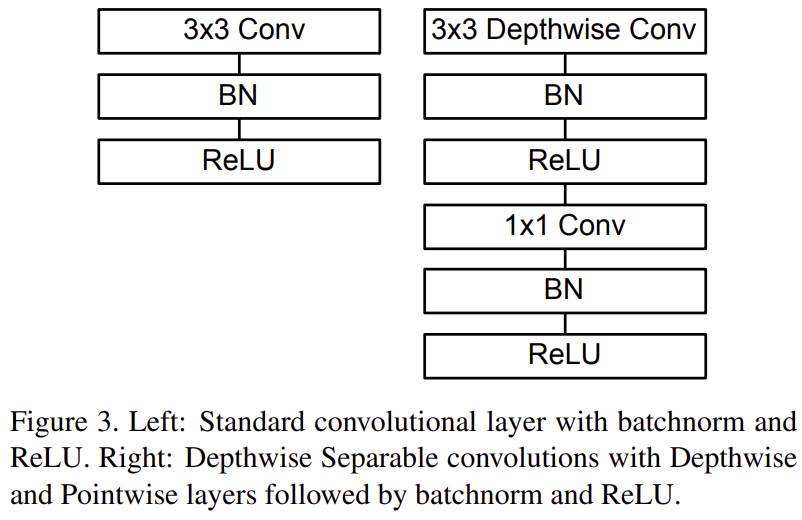 3x3 Conv
BN
ReLU
3x3 Depthwise Conv
BN
ReLU
1x1 Conv
BN
ReLU
Figure 3. Left: Standard convolutional layer with batchnorm and
ReLU. Right: Depthwise Separable convolutions with Depthwise
and Pointwise layers followed by batchnorm and ReLU.